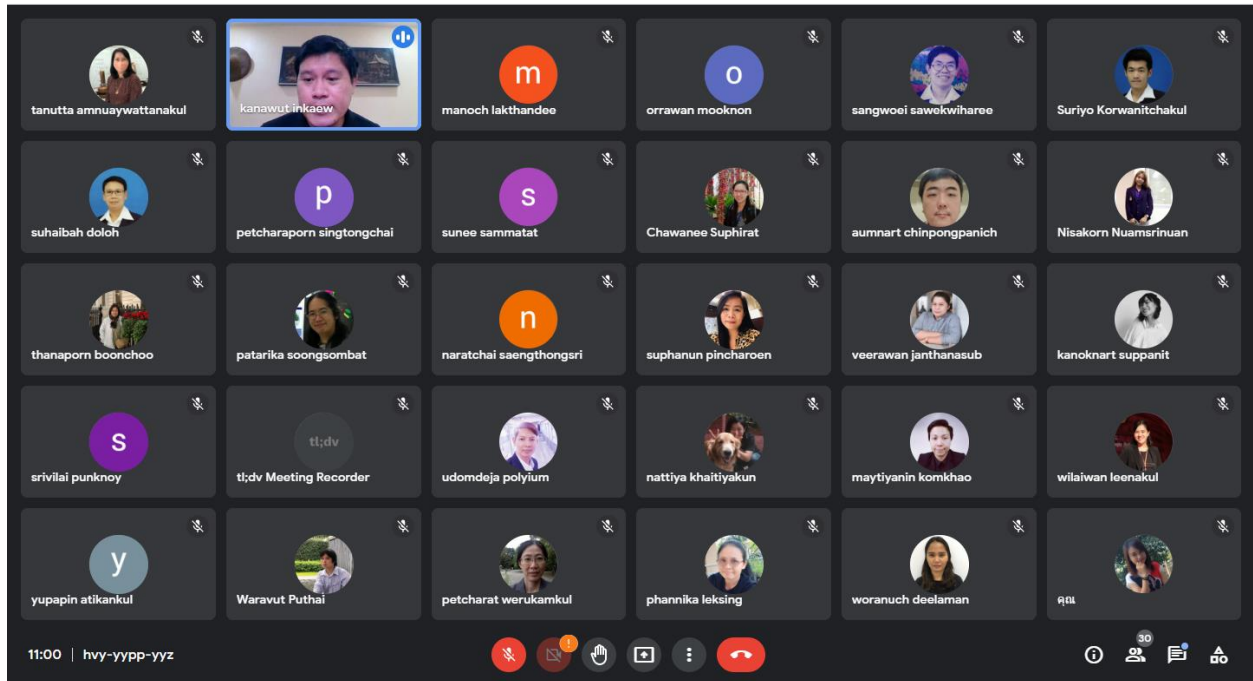 tanutta amnuaywattanakul
kanawut inkaew
m
manoch lakthandee
o
orrawan mooknon
sangwoei sawekwiharee
Suriyo Korwanitchakul
suhaibah doloh
p
petcharaporn singtongchai
s
sunee sammatat
Chawanee Suphirat
aumnart chinpongpanich
Nisakorn Nuamsrinuan
thanaporn boonchoo
patarika soongsombat
n
naratchai saengthongsri
suphanun pincharoen
veerawan janthanasub
kanoknart suppanit
s
srivilai punknoy
tl;dv
tl;dv Meeting Recorder
udomdeja polyium
nattiya khaitiyakun
maytiyanin komkhao
wilaiwan leenakul
y
yupapin atikankul
Waravut Puthai
petcharat werukamkul
phannika leksing
woranuch deelaman
คุณ
11:00 | hvy-yypp-yyz
!
30